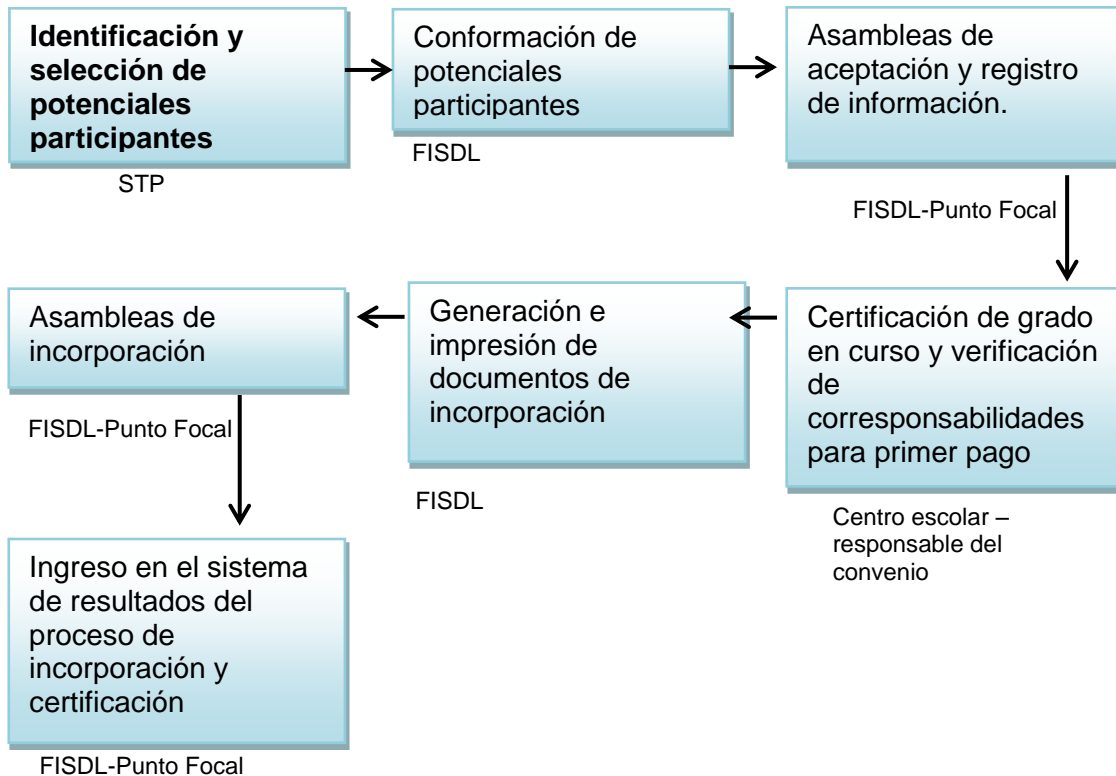 Identificación y
selección de
potenciales
participantes
STP
Conformación de
potenciales
participantes
FISDL
Asambleas de
aceptación y registro
de información.
FISDL-Punto Focal
Certificación de grado
en curso y verificación
de
corresponsabilidades
para primer pago
Centro escolar –
responsable del
convenio
Generación e
impresión de
documentos de
incorporación
FISDL
Asambleas de
incorporación
FISDL-Punto Focal
Ingreso en el sistema
de resultados del
proceso de
incorporación y
certificación
FISDL-Punto Focal